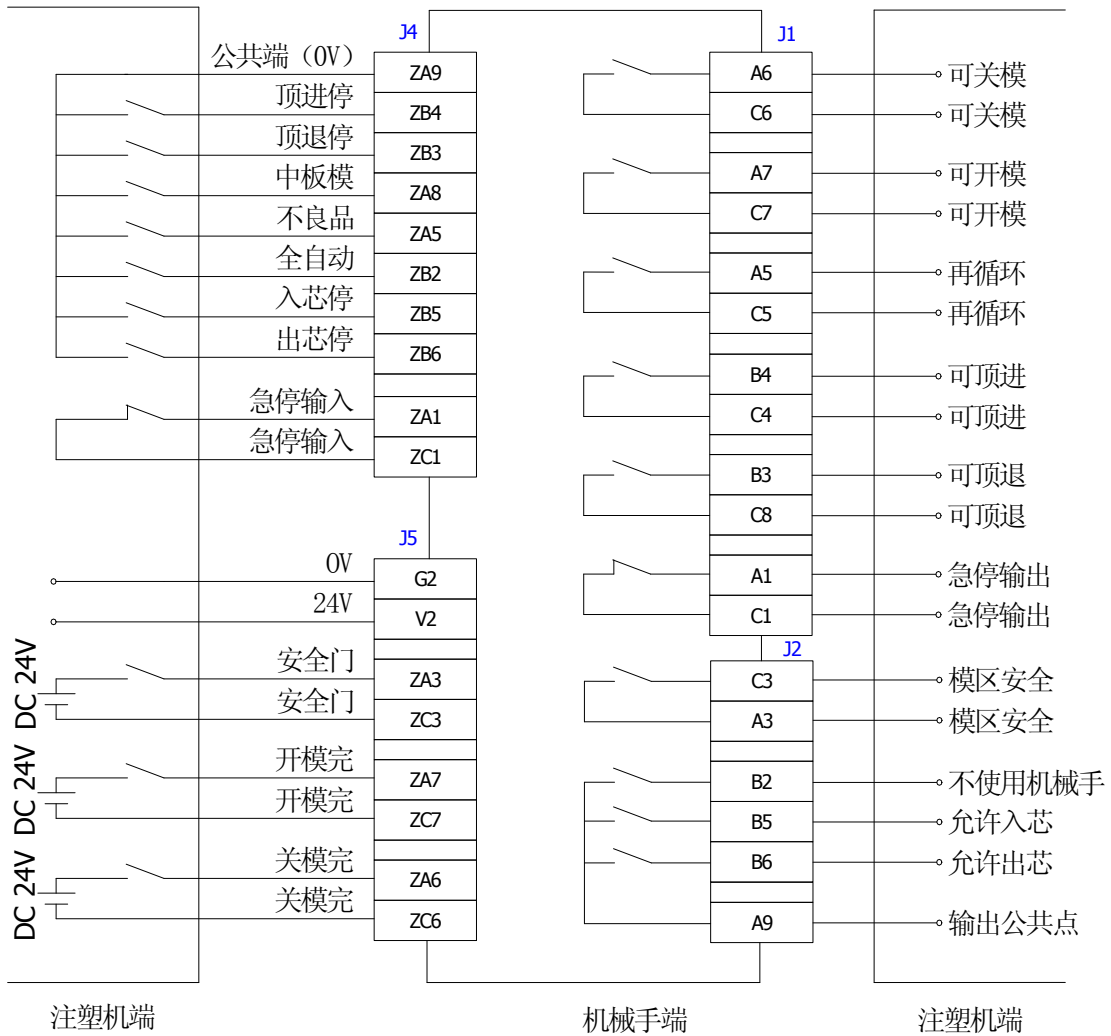 J4
公共端（0V）
ZA9
顶进停
ZB4
顶退停
ZB3
中板模
ZA8
不良品
ZA5
全自动
ZB2
入芯停
ZB5
出芯停
ZB6
急停输入
ZA1
急停输入
ZC1
J5
0V
G2
24V
V2
DC 24V
安全门
ZA3
安全门
ZC3
DC 24V
开模完
ZA7
开模完
ZC7
DC 24V
关模完
ZA6
关模完
ZC6
J1
A6
可关模
C6
可关模
A7
可开模
C7
可开模
A5
再循环
C5
再循环
B4
可顶进
C4
可顶进
B3
可顶退
C8
可顶退
A1
急停输出
C1
急停输出
J2
C3
模区安全
A3
模区安全
B2
不使用机械手
B5
允许入芯
B6
允许出芯
A9
输出公共点
注塑机端
机械手端
注塑机端